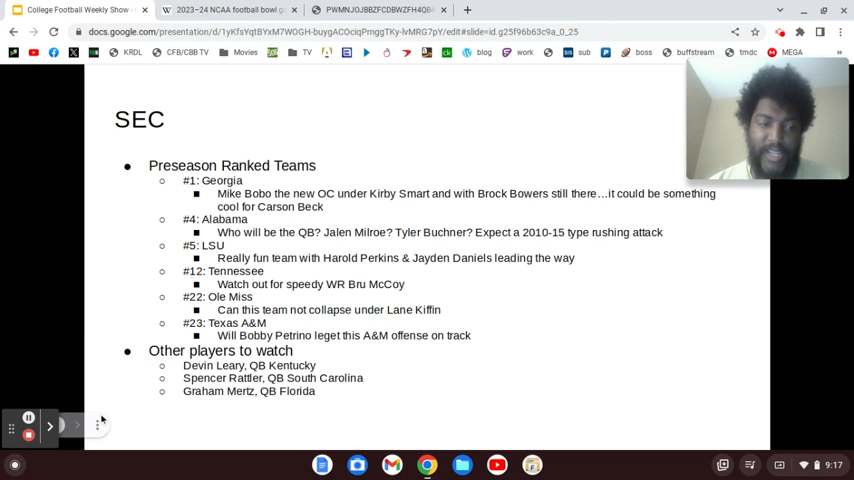 College Football Weekly Show -
2023–24 NCAA football bowl g
PWMNJOJBBZFCDBWZFH4QB
docs.google.com/presentation/d/1yKfsYqtBYxM7WOGH-buygACOciqPmggTKy-lvMRG7pY/edit#slide=id.g25f96b63c9a_0_25
KRDL CFB/CBB TV Movies TV blog work sub boss buffstream tmdc MEGA
SEC
● Preseason Ranked Teams
○ #1: Georgia
■ Mike Bobo the new OC under Kirby Smart and with Brock Bowers still there…it could be something
cool for Carson Beck
○ #4: Alabama
■ Who will be the QB? Jalen Milroe? Tyler Buchner? Expect a 2010-15 type rushing attack
○ #5: LSU
■ Really fun team with Harold Perkins & Jayden Daniels leading the way
○ #12: Tennessee
■ Watch out for speedy WR Bru McCoy
○ #22: Ole Miss
■ Can this team not collapse under Lane Kiffin
○ #23: Texas A&M
■ Will Bobby Petrino leget this A&M offense on track
● Other players to watch
○ Devin Leary, QB Kentucky
○ Spencer Rattler, QB South Carolina
○ Graham Mertz, QB Florida
9:17